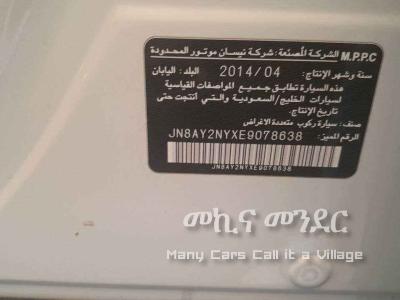 M.P.P.C الشركة المصنعة: شركة نيسان موتور المحدودة
سنة وشهر الإنتاج: 2014/04 البلد: اليابان
هذه السيارة تطابق جميع المواصفات القياسية
لسيارات الخليج/السعودية والتي أنتجت حتى
تاريخ الإنتاج.
صنف: سيارة ركوب متعددة الاغراض
الرقم المميز: JN8AY2NYXE9078638
JN8AY2NYXE9078638
መኪና መንደር
Many Cars Call it a Village